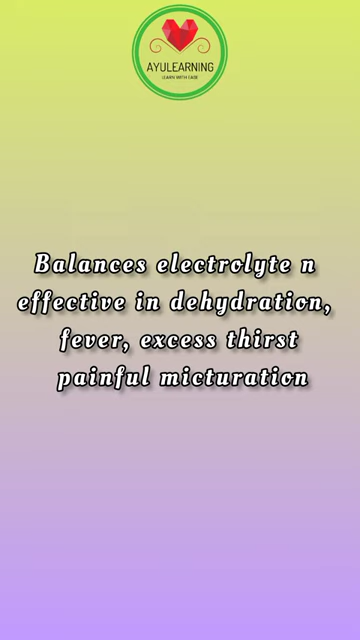 AYULEARNING
LEARN WITH EASE
Balances electrolyte n
effective in dehydration,
fever, excess thirst
painful micturation